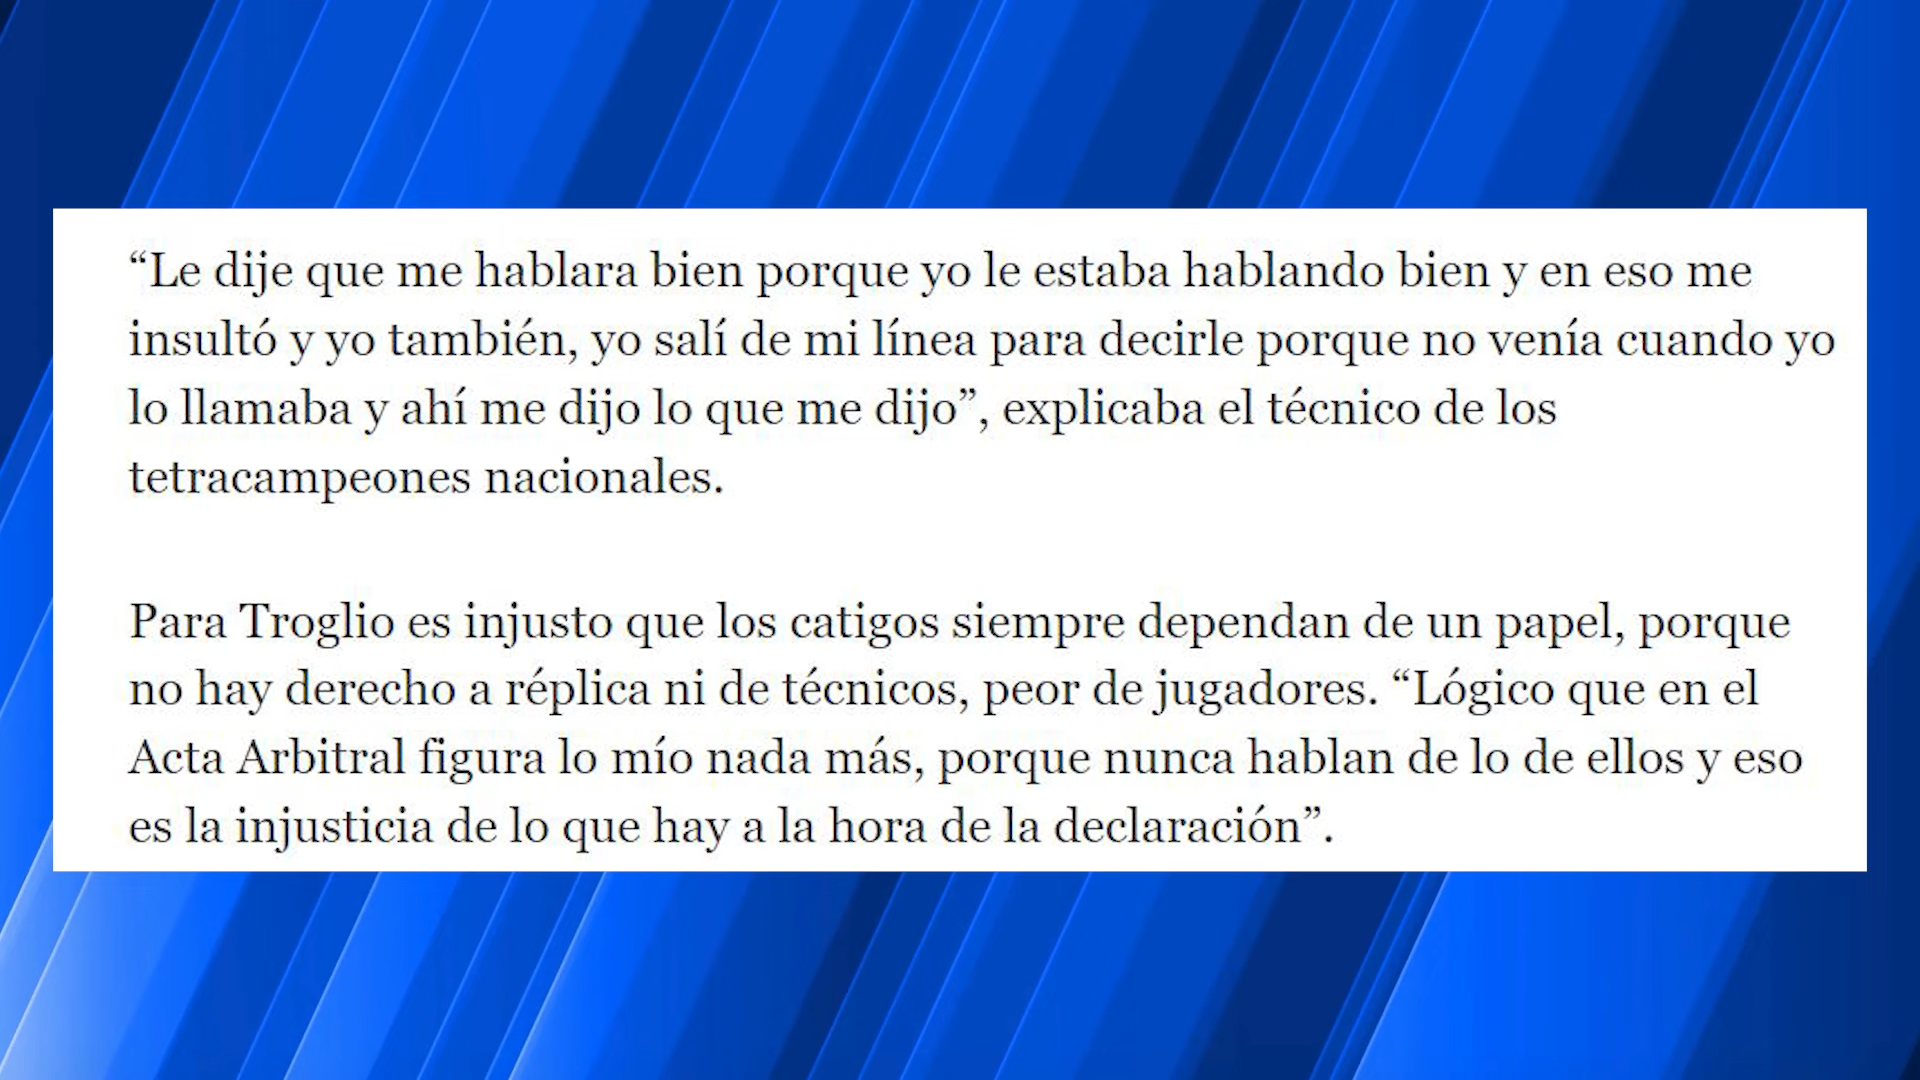 “Le dije que me hablara bien porque yo le estaba hablando bien y en eso me
insultó y yo también, yo salí de mi línea para decirle porque no venía cuando yo
lo llamaba y ahí me dijo lo que me dijo”, explicaba el técnico de los
tetracampeones nacionales.
Para Troglio es injusto que los catigos siempre dependan de un papel, porque
no hay derecho a réplica ni de técnicos, peor de jugadores. “Lógico que en el
Acta Arbitral figura lo mío nada más, porque nunca hablan de lo de ellos y eso
es la injusticia de lo que hay a la hora de la declaración”.